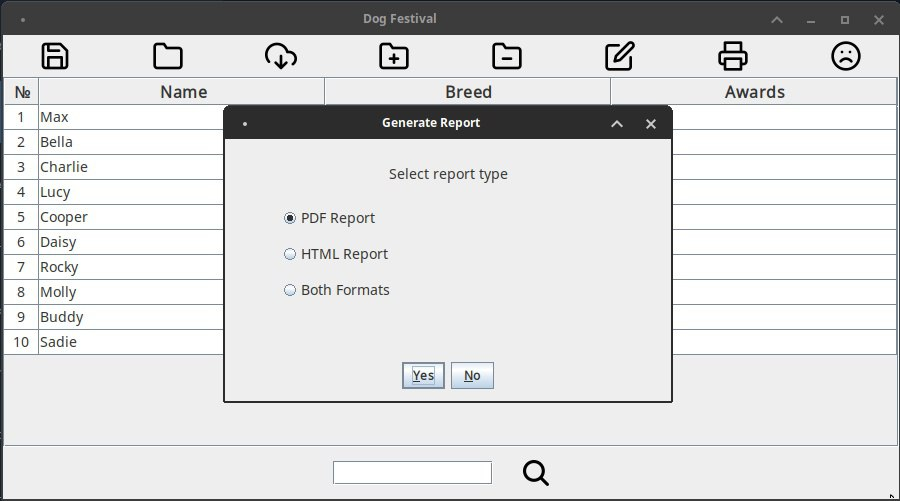 Dog Festival
№ Name Breed Awards
Generate Report
1 Max
2 Bella
3 Charlie
4 Lucy
5 Cooper
6 Daisy
7 Rocky
8 Molly
9 Buddy
10 Sadie
Select report type
PDF Report
HTML Report
Both Formats
Yes No